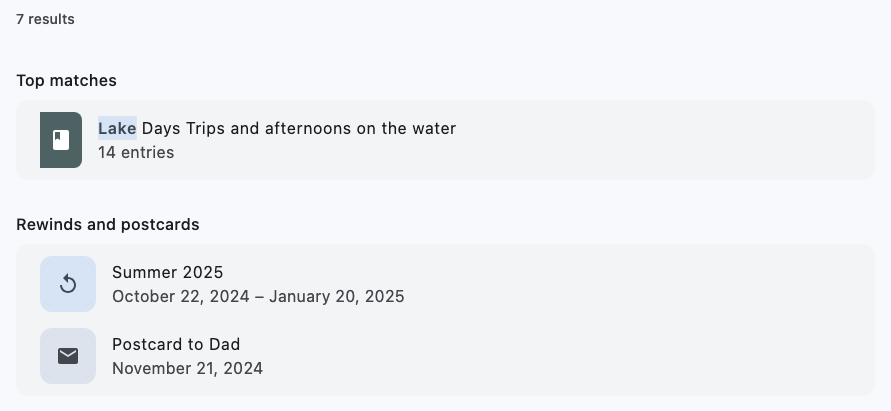 7 results
Top matches
Lake Days Trips and afternoons on the water
14 entries
Rewinds and postcards
Summer 2025
October 22, 2024 – January 20, 2025
Postcard to Dad
November 21, 2024